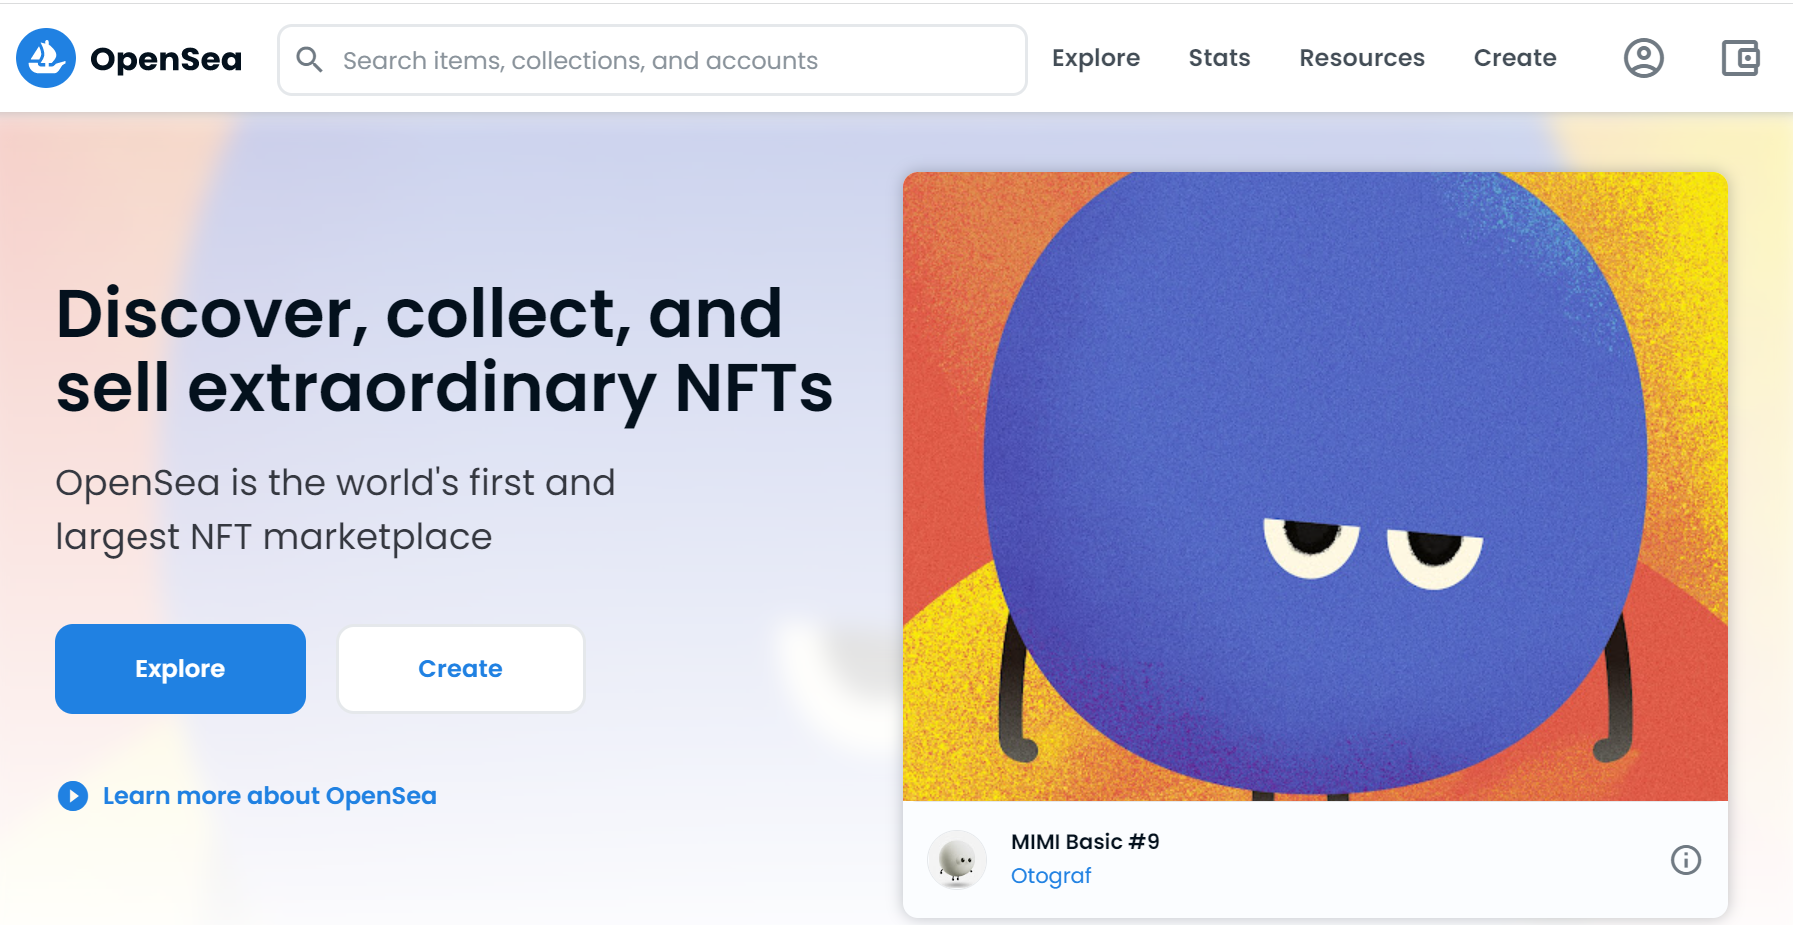 OpenSea
Search items, collections, and accounts
Explore
Stats
Resources
Create
Discover, collect, and
sell extraordinary NFTs
OpenSea is the world's first and
largest NFT marketplace
Explore
Create
Learn more about OpenSea
MIMI Basic #9
Otograf